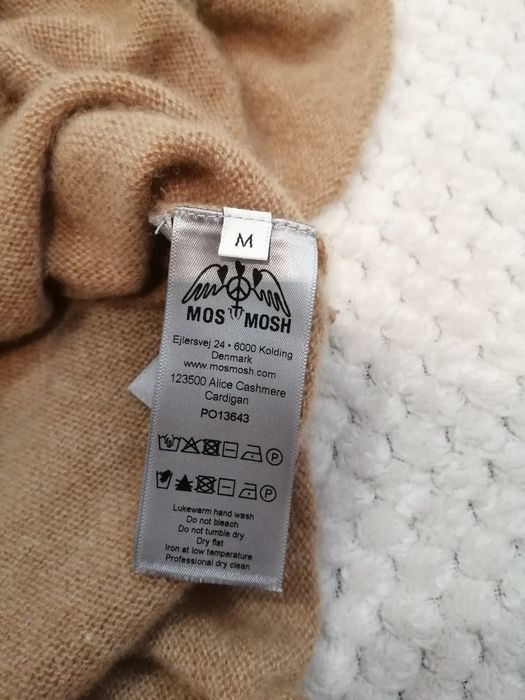 M
MOS MOSH
Ejlersvej 24 • 6000 Kolding
Denmark
www.mosmosh.com
123500 Alice Cashmere
Cardigan
PO13643
P
P
Lukewarm hand wash
Do not bleach
Do not tumble dry
Dry flat
Iron at low temperature
Professional dry clean